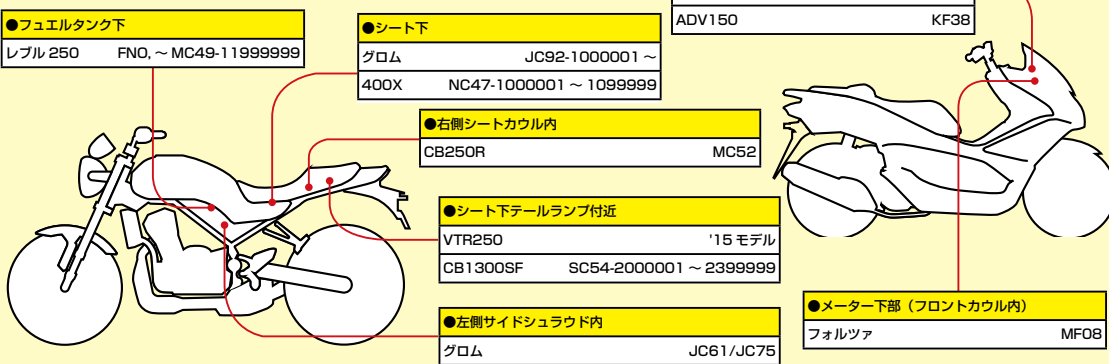 ●フュエルタンク下
レブル 250 FNO, ~ MC49-11999999
●シート下
グロム JC92-1000001 ~
400X NC47-1000001 ~ 1099999
ADV150 KF38
●右側シートカウル内
CB250R MC52
●シート下テールランプ付近
VTR250 '15 モデル
CB1300SF SC54-2000001 ~ 2399999
●左側サイドシュラウド内
グロム JC61/JC75
●メーター下部（フロントカウル内）
フォルツァ MF08